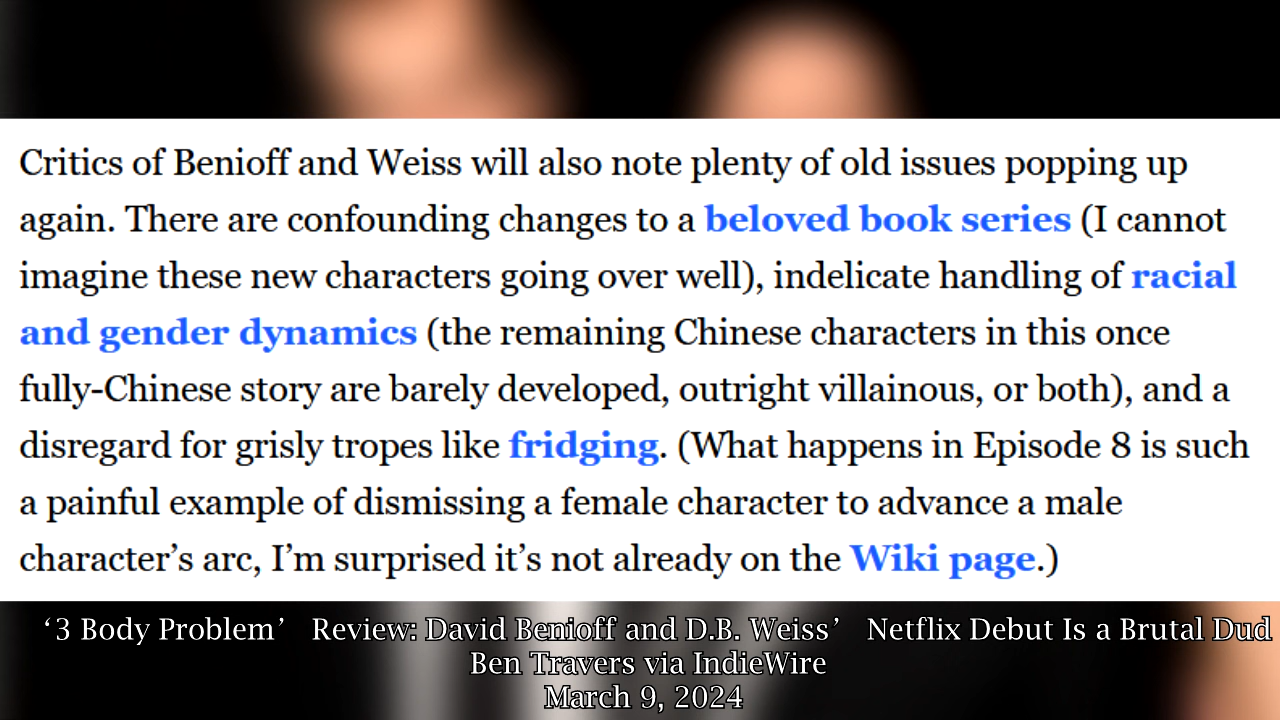 Critics of Benioff and Weiss will also note plenty of old issues popping up
again. There are confounding changes to a beloved book series (I cannot
imagine these new characters going over well), indelicate handling of racial
and gender dynamics (the remaining Chinese characters in this once
fully-Chinese story are barely developed, outright villainous, or both), and a
disregard for grisly tropes like fridging. (What happens in Episode 8 is such
a painful example of dismissing a female character to advance a male
character’s arc, I’m surprised it’s not already on the Wiki page.)
‘3 Body Problem’ Review: David Benioff and D.B. Weiss’ Netflix Debut Is a Brutal Dud
Ben Travers via IndieWire
March 9, 2024